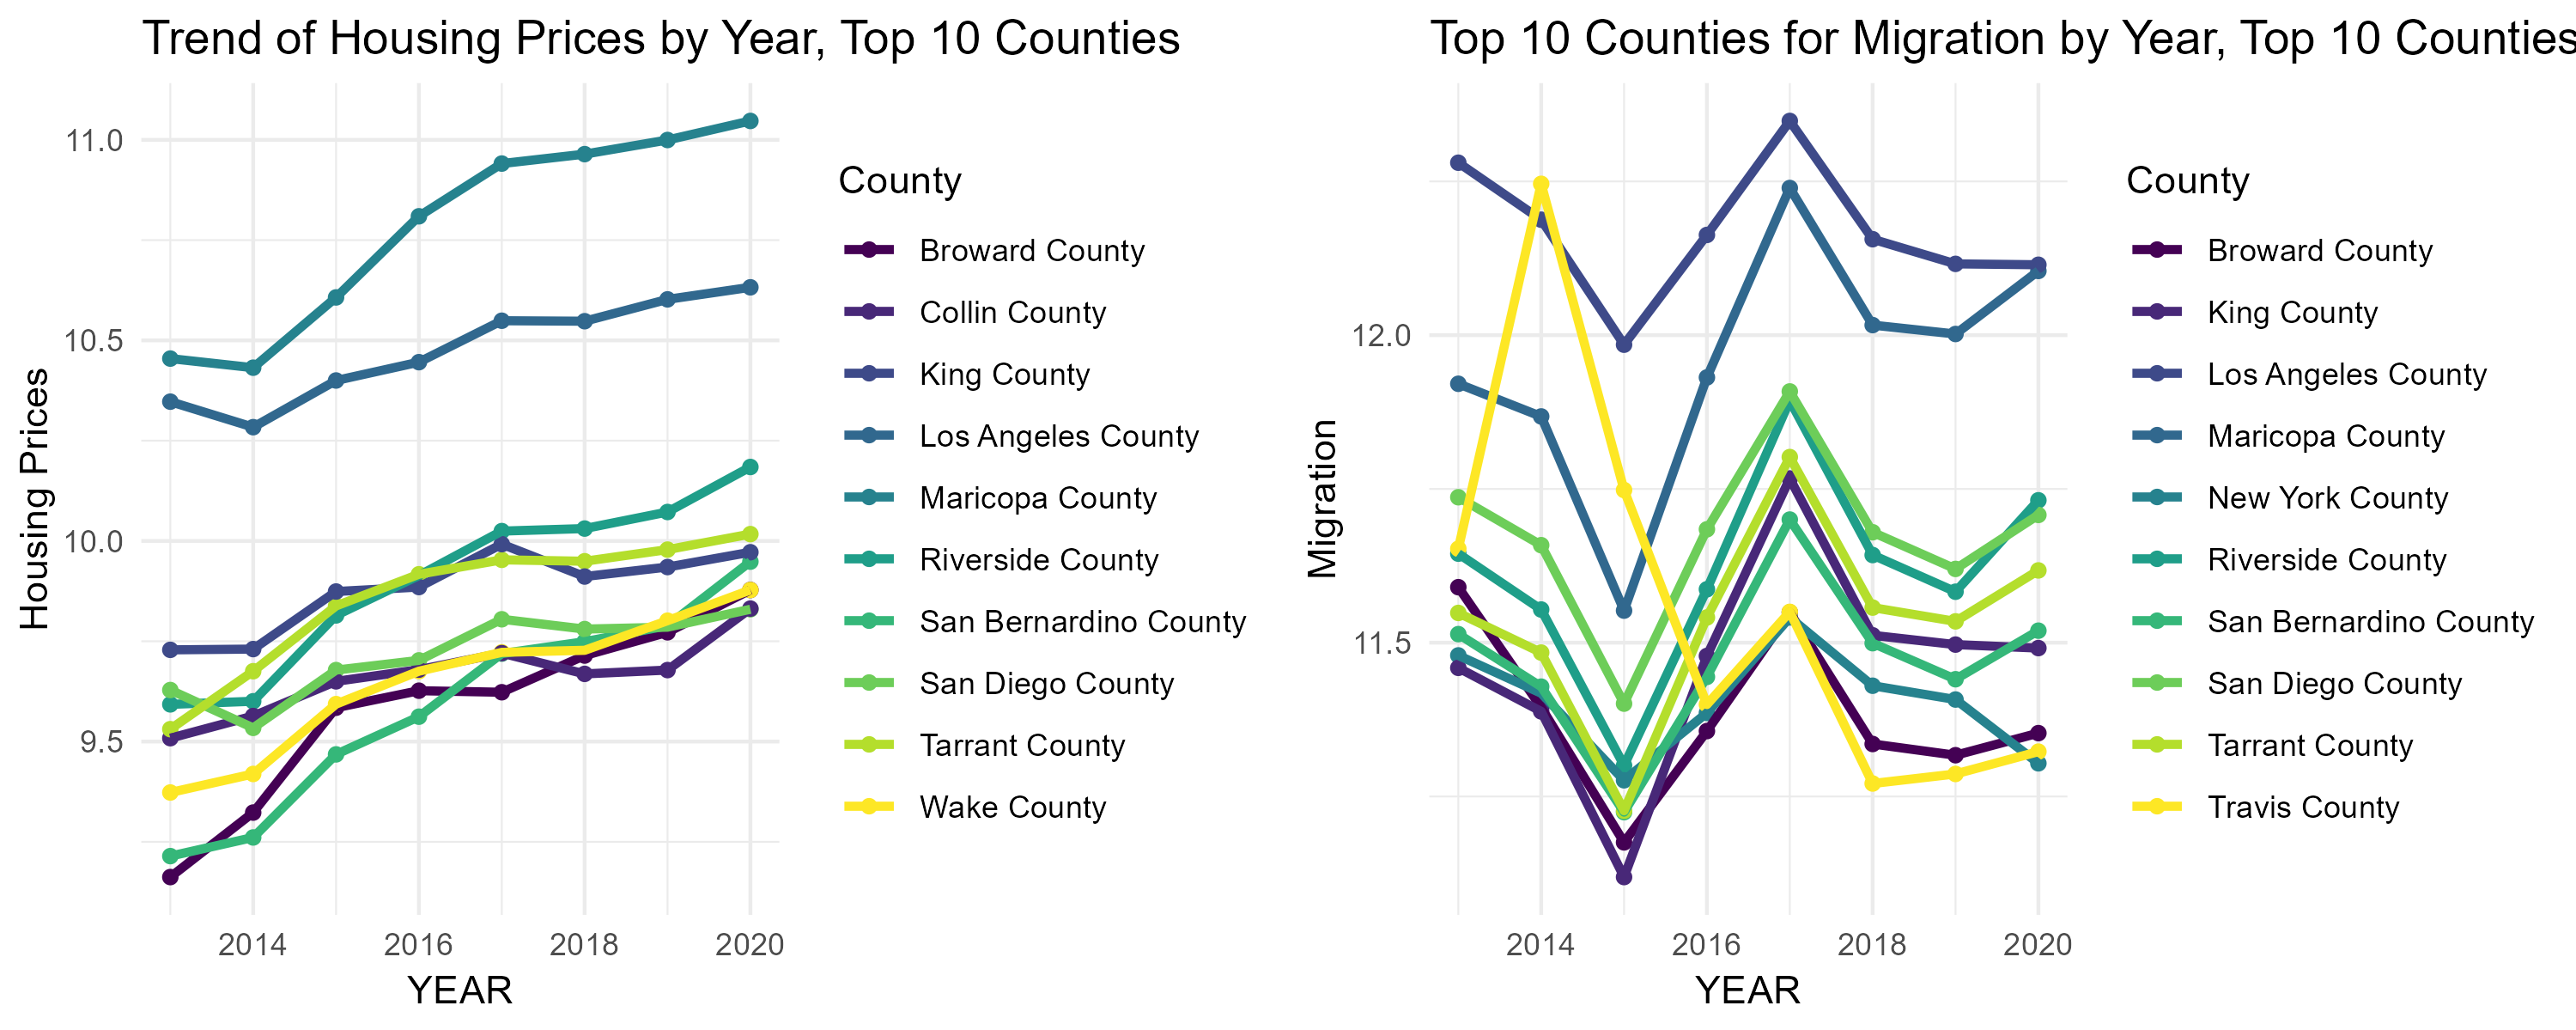 Trend of Housing Prices by Year, Top 10 Counties
Housing Prices
11.0
10.5
10.0
9.5
2014 2016 2018 2020
YEAR
County
Broward County
Collin County
King County
Los Angeles County
Maricopa County
Riverside County
San Bernardino County
San Diego County
Tarrant County
Wake County
Top 10 Counties for Migration by Year, Top 10 Counties
Migration
12.0
11.5
2014 2016 2018 2020
YEAR
County
Broward County
King County
Los Angeles County
Maricopa County
New York County
Riverside County
San Bernardino County
San Diego County
Tarrant County
Travis County